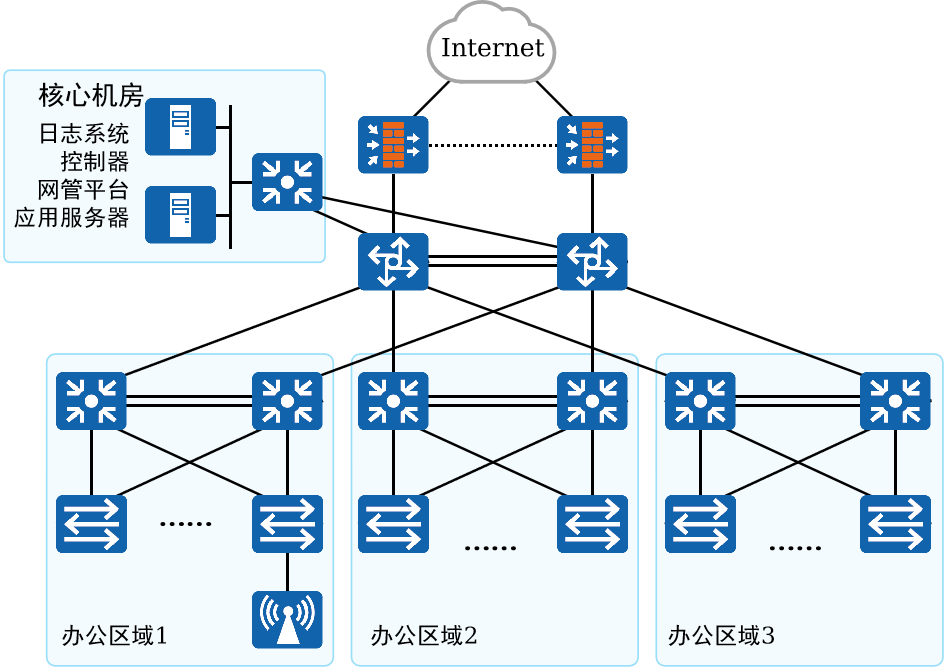 Internet
核心机房
日志系统
控制器
网管平台
应用服务器
......
......
......
办公区域1
办公区域2
办公区域3